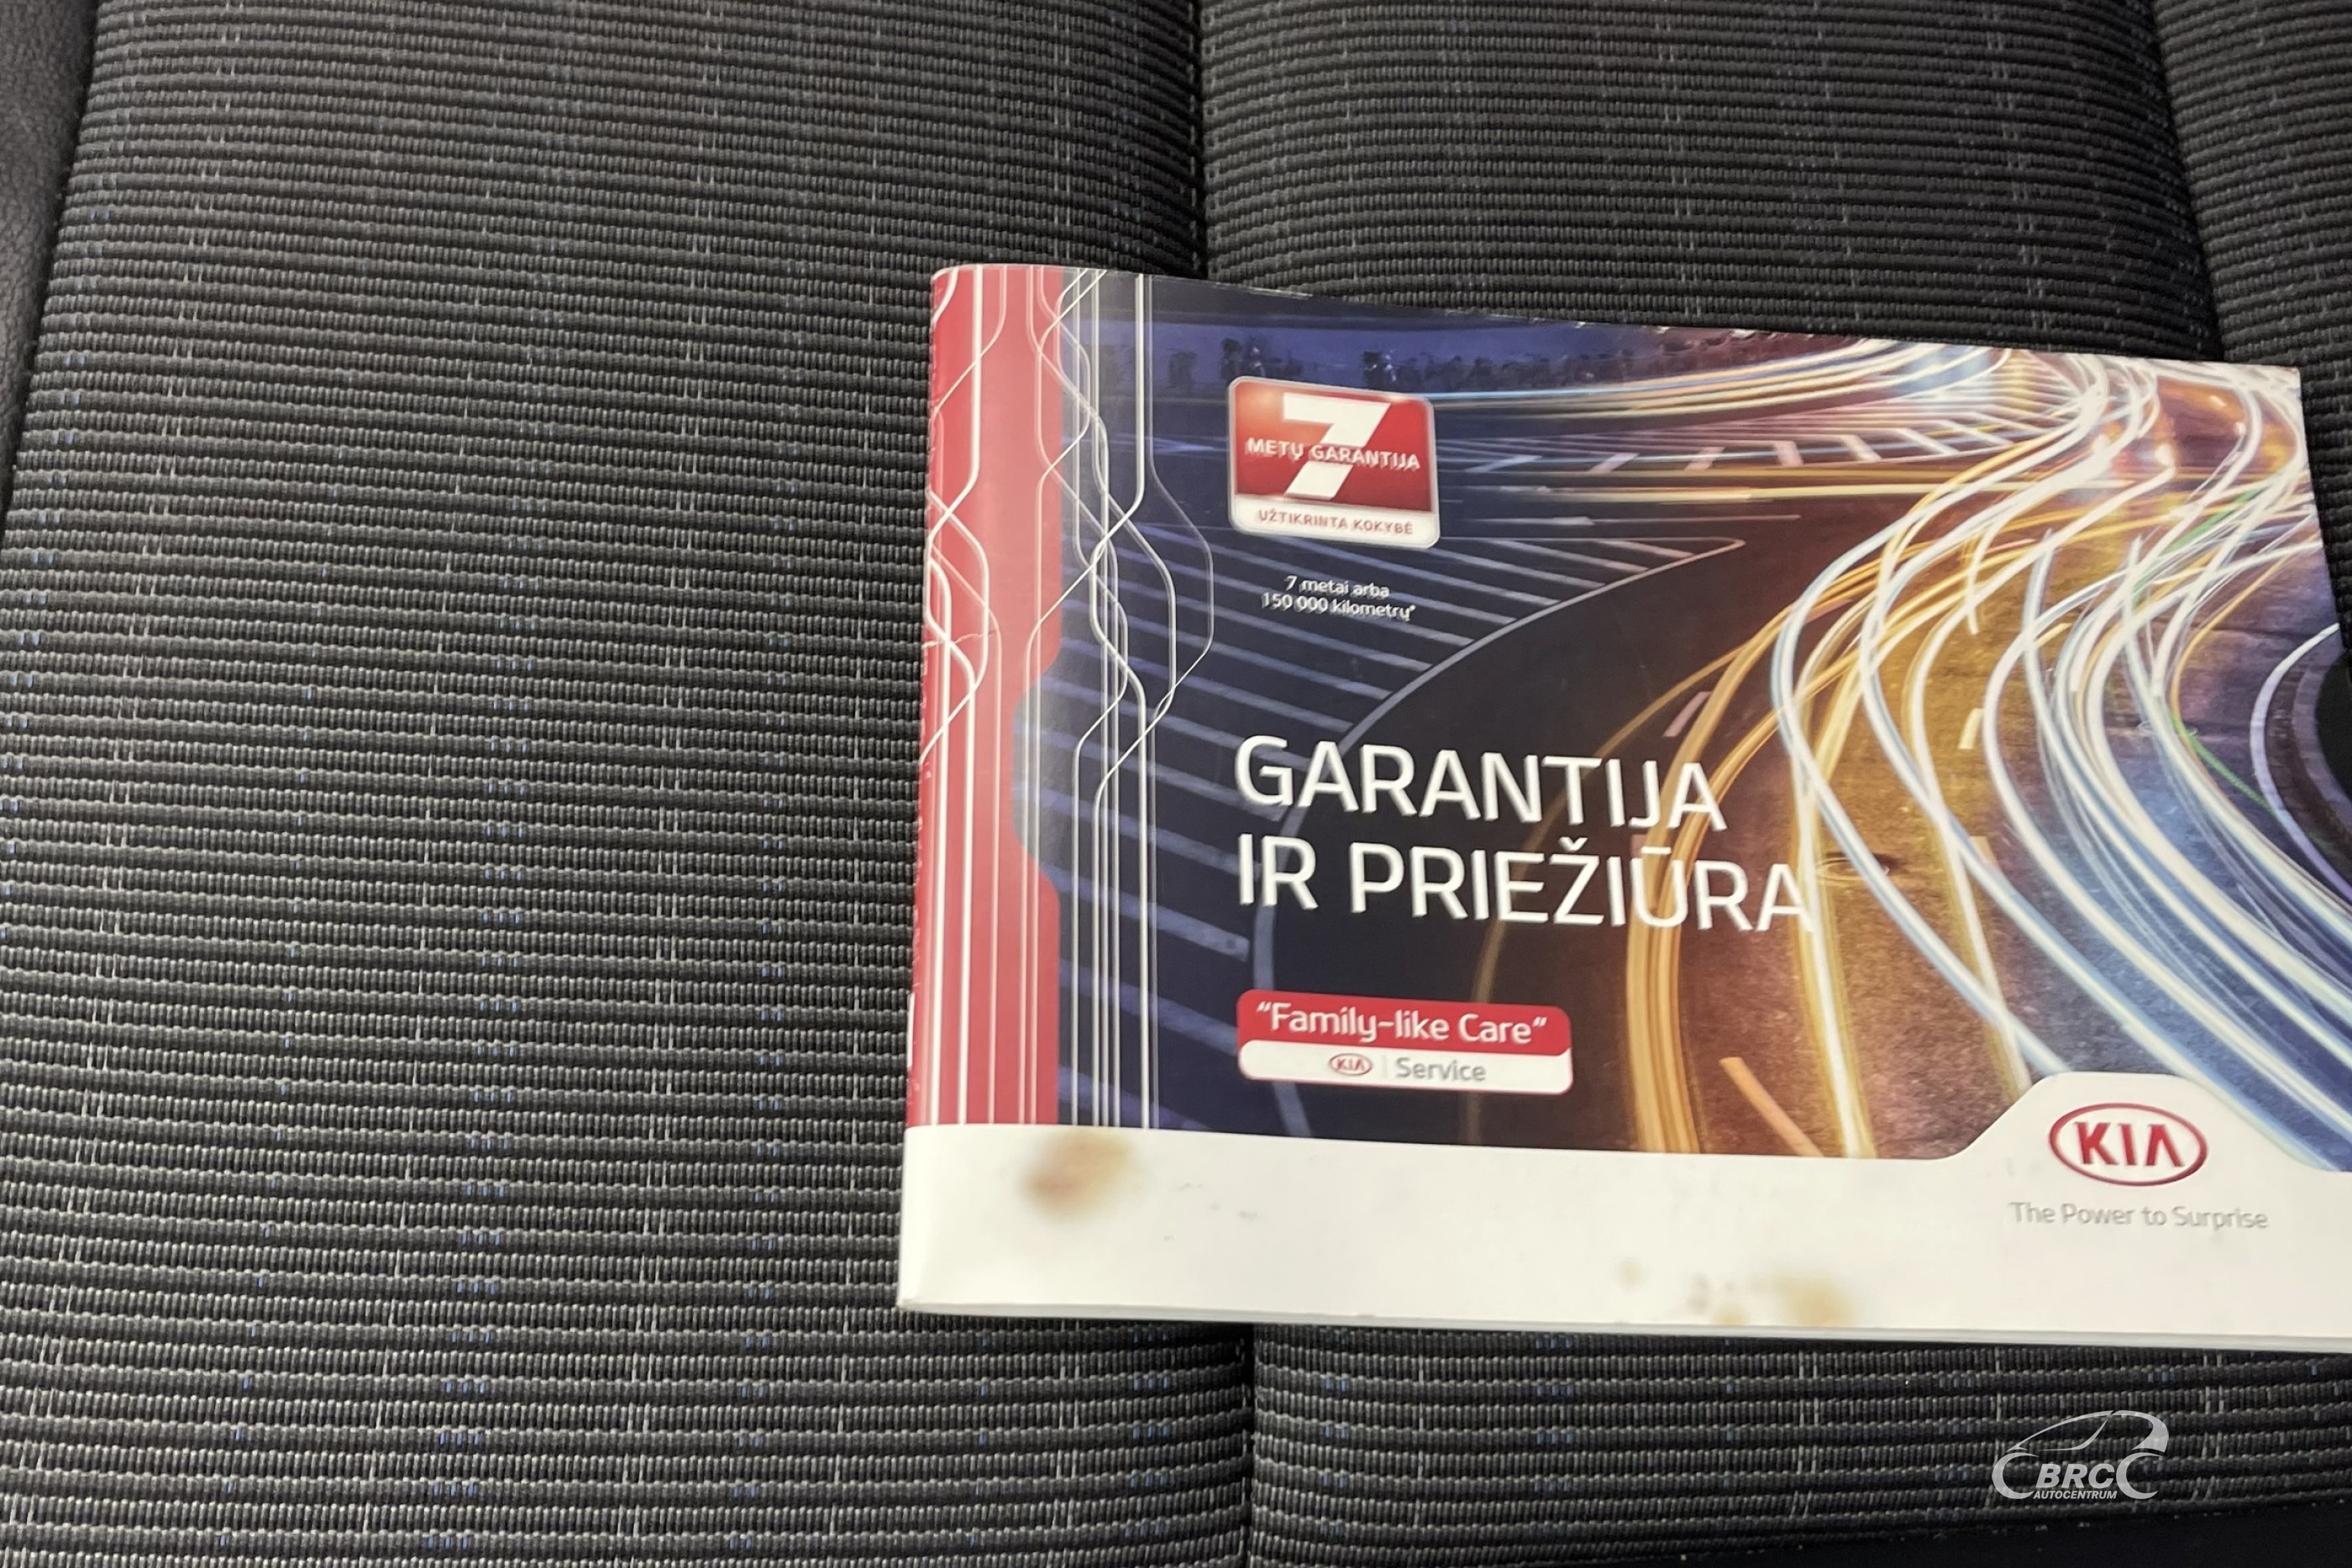 7
METŲ GARANTIJA
UŽTIKRINTA KOKYBĖ
7 metai arba
150 000 kilometrų*
GARANTIJA
IR PRIEŽIŪRA
"Family-like Care"
KIA | Service
KIA
The Power to Surprise
BRC
AUTOCENTRUM